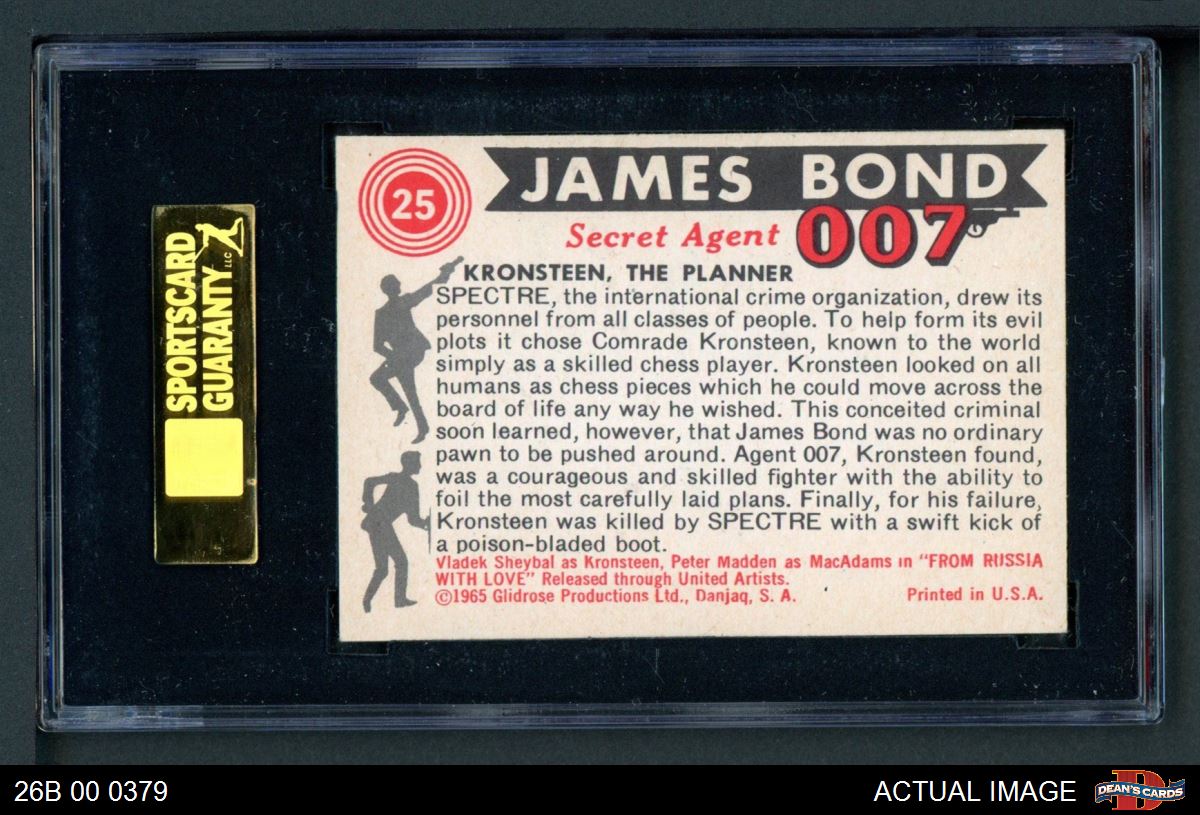 SPORTSCARD
GUARANTY LLC
25
JAMES BOND
Secret Agent 007
KRONSTEEN, THE PLANNER
SPECTRE, the international crime organization, drew its
personnel from all classes of people. To help form its evil
plots it chose Comrade Kronsteen, known to the world
simply as a skilled chess player. Kronsteen looked on all
humans as chess pieces which he could move across the
board of life any way he wished. This conceited criminal
soon learned, however, that James Bond was no ordinary
pawn to be pushed around. Agent 007, Kronsteen found,
was a courageous and skilled fighter with the ability to
foil the most carefully laid plans. Finally, for his failure,
Kronsteen was killed by SPECTRE with a swift kick of
a poison-bladed boot.
Vladek Sheybal as Kronsteen, Peter Madden as MacAdams in "FROM RUSSIA
WITH LOVE" Released through United Artists.
©1965 Glidrose Productions Ltd., Danjaq, S. A. Printed in U.S.A.
26B 00 0379
ACTUAL IMAGE
D
DEAN'S CARDS